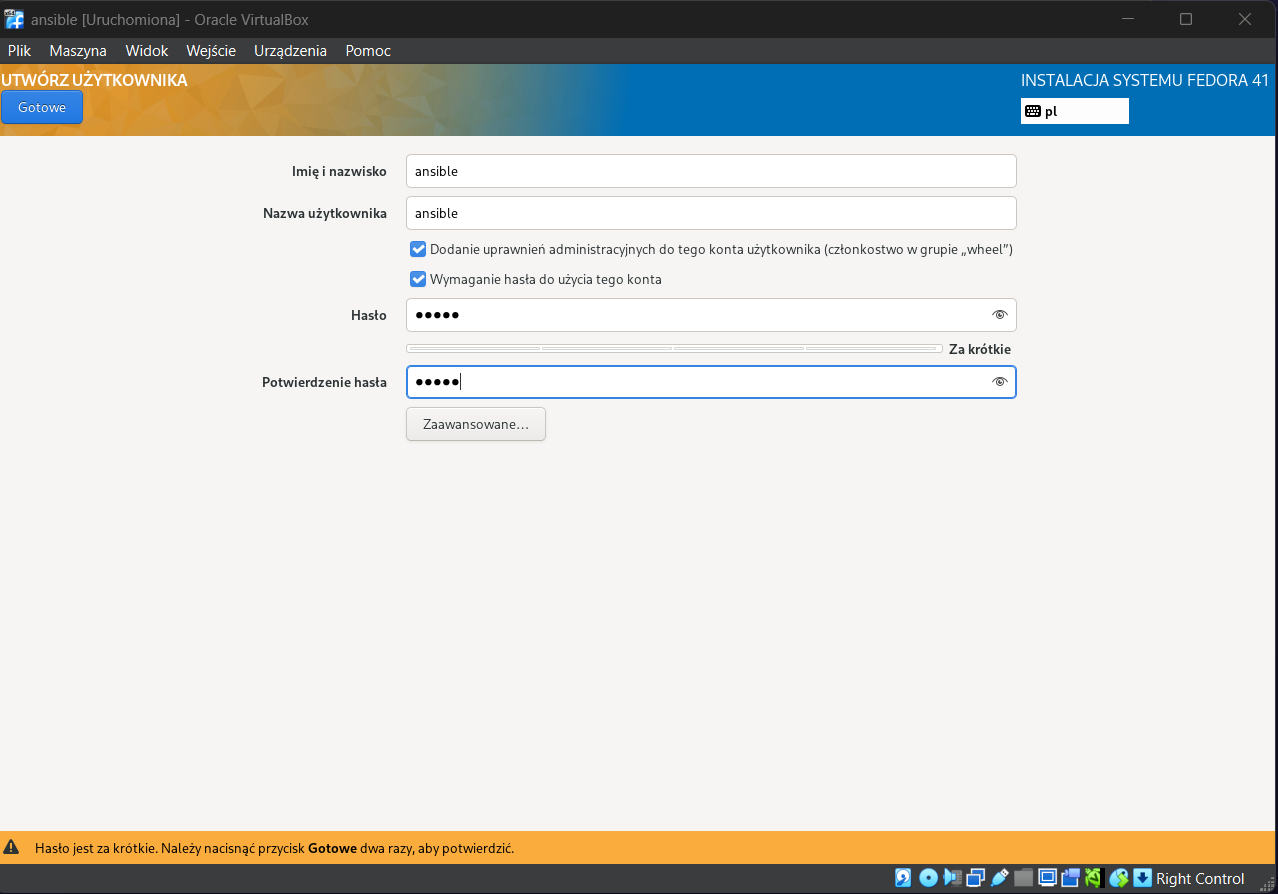 ansible [Uruchomiona] - Oracle VirtualBox
Plik Maszyna Widok Wejście Urządzenia Pomoc
UTWÓRZ UŻYTKOWNIKA
INSTALACJA SYSTEMU FEDORA 41
Gotowe
pl
Imię i nazwisko ansible
Nazwa użytkownika ansible
Dodanie uprawnień administracyjnych do tego konta użytkownika (członkostwo w grupie „wheel”)
Wymaganie hasła do użycia tego konta
Hasło ●●●●●
Za krótkie
Potwierdzenie hasła ●●●●●
Zaawansowane…
Hasło jest za krótkie. Należy nacisnąć przycisk Gotowe dwa razy, aby potwierdzić.
Right Control